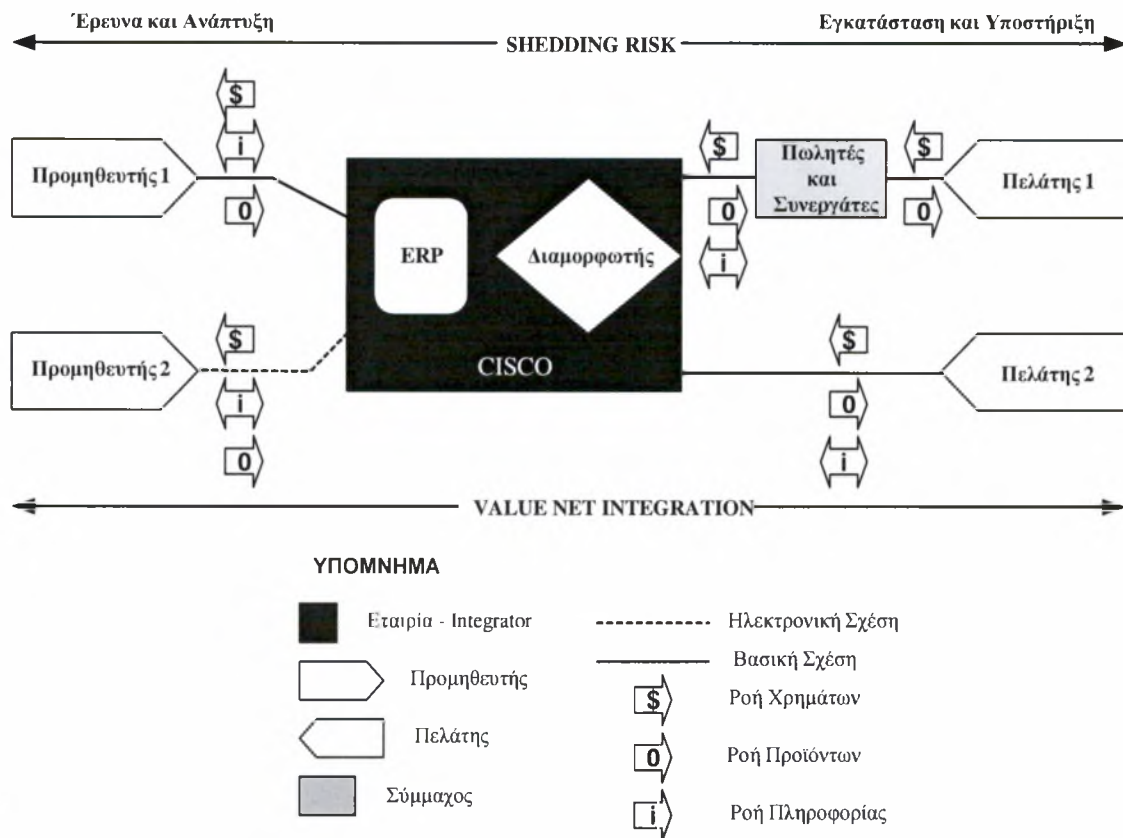 Έρευνα και Ανάπτυξη
Εγκατάσταση και Υποστήριξη
SHEDDING RISK
$
i
0
Προμηθευτής 1
ERP
Διαμορφωτής
CISCO
$
0
i
Πωλητές
και
Συνεργάτες
$
0
Πελάτης 1
Προμηθευτής 2
$
i
0
$
0
i
Πελάτης 2
VALUE NET INTEGRATION
ΥΠΟΜΝΗΜΑ
Εταιρία - Integrator
Ηλεκτρονική Σχέση
Προμηθευτής
Βασική Σχέση
$ Ροή Χρημάτων
Πελάτης
0 Ροή Προϊόντων
Σύμμαχος
i Ροή Πληροφορίας